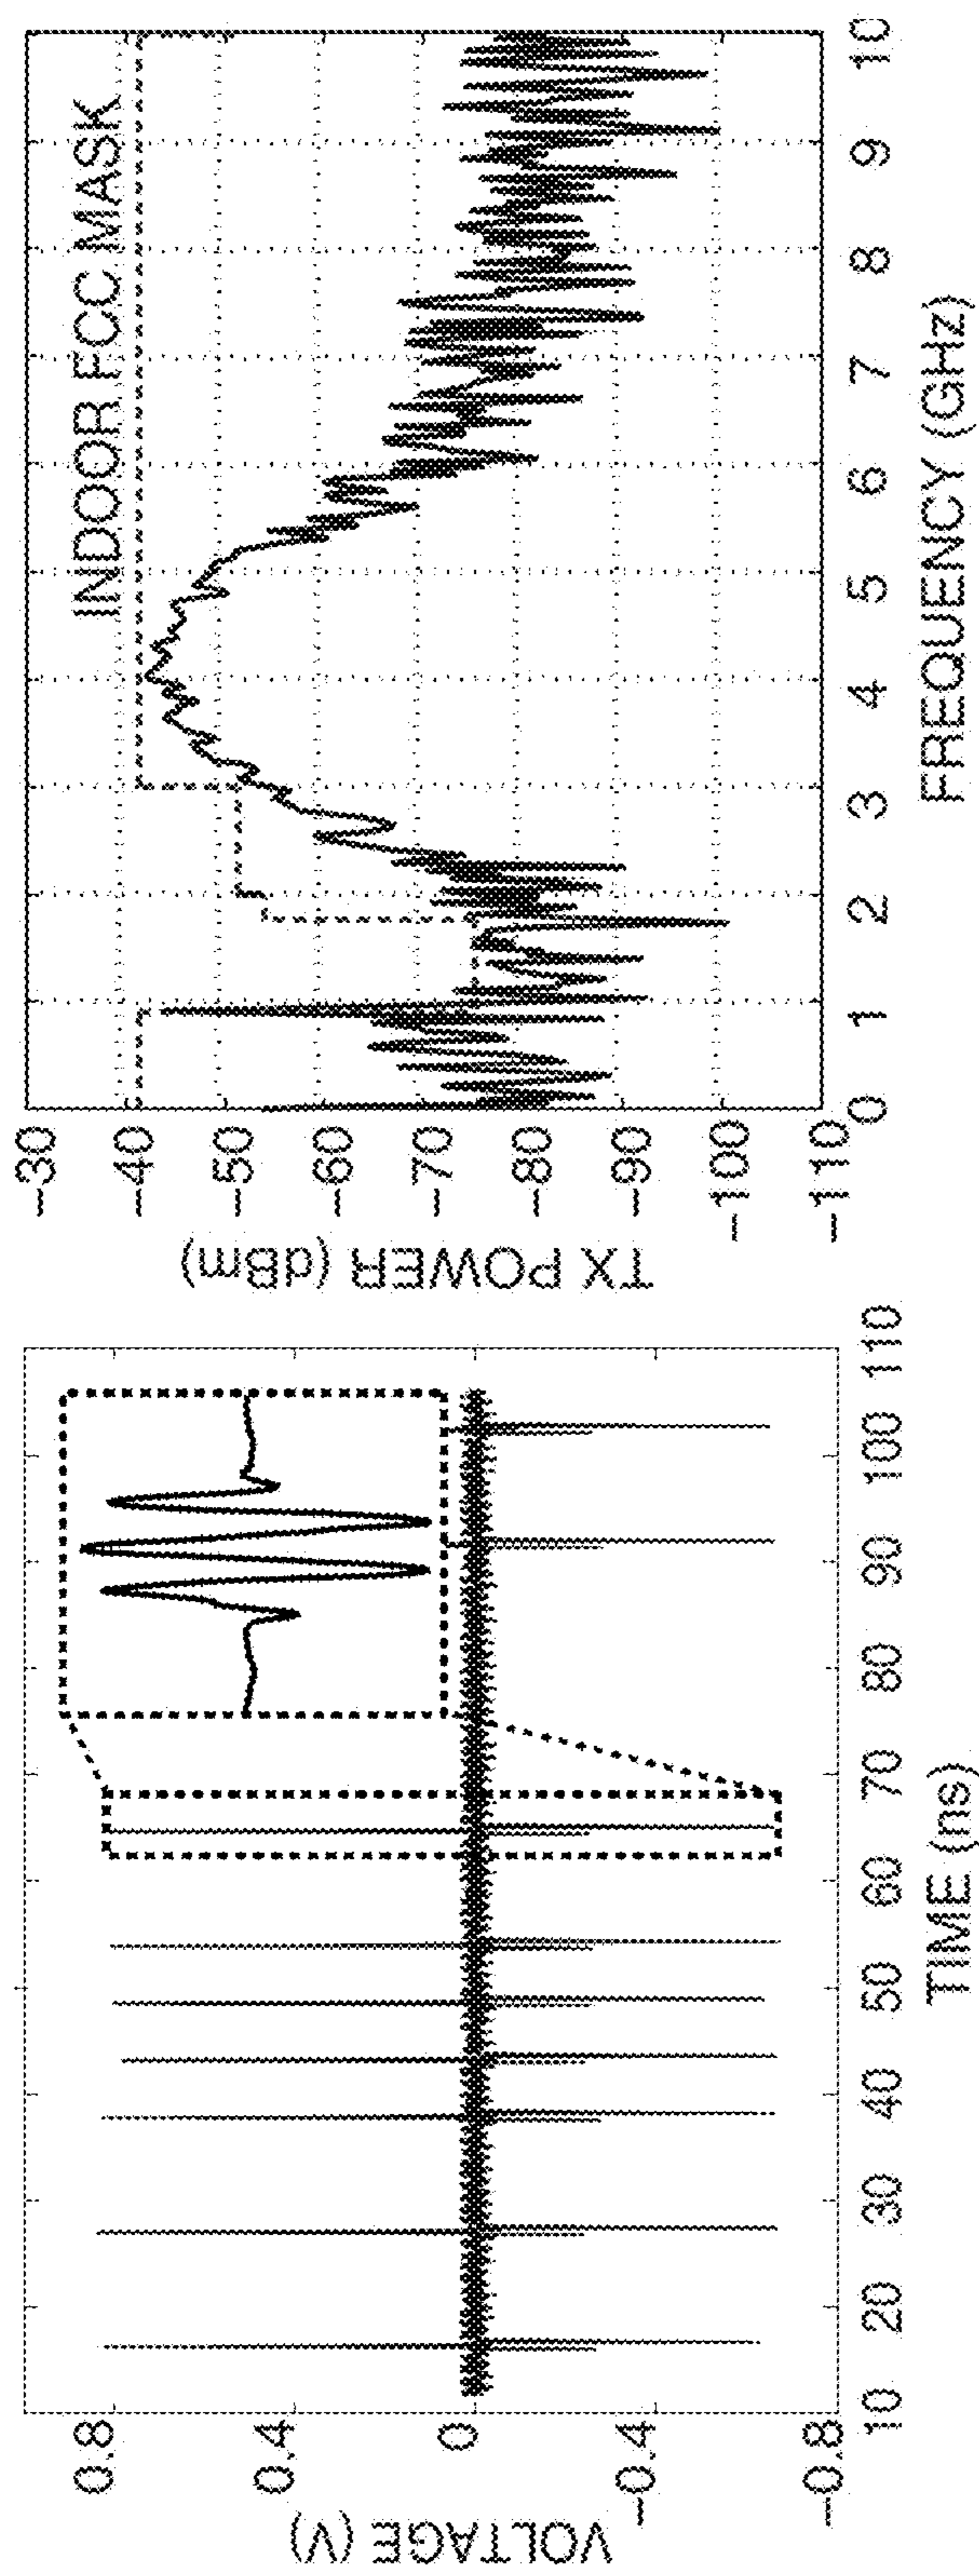 VOLTAGE (V)
0.8
0.4
0
-0.4
-0.8
10 20 30 40 50 60 70 80 90 100 110
TIME (ns)
TX POWER (dBm)
-30
-40
-50
-60
-70
-80
-90
-100
-110
INDOOR FCC MASK
0 1 2 3 4 5 6 7 8 9 10
FREQUENCY (GHz)